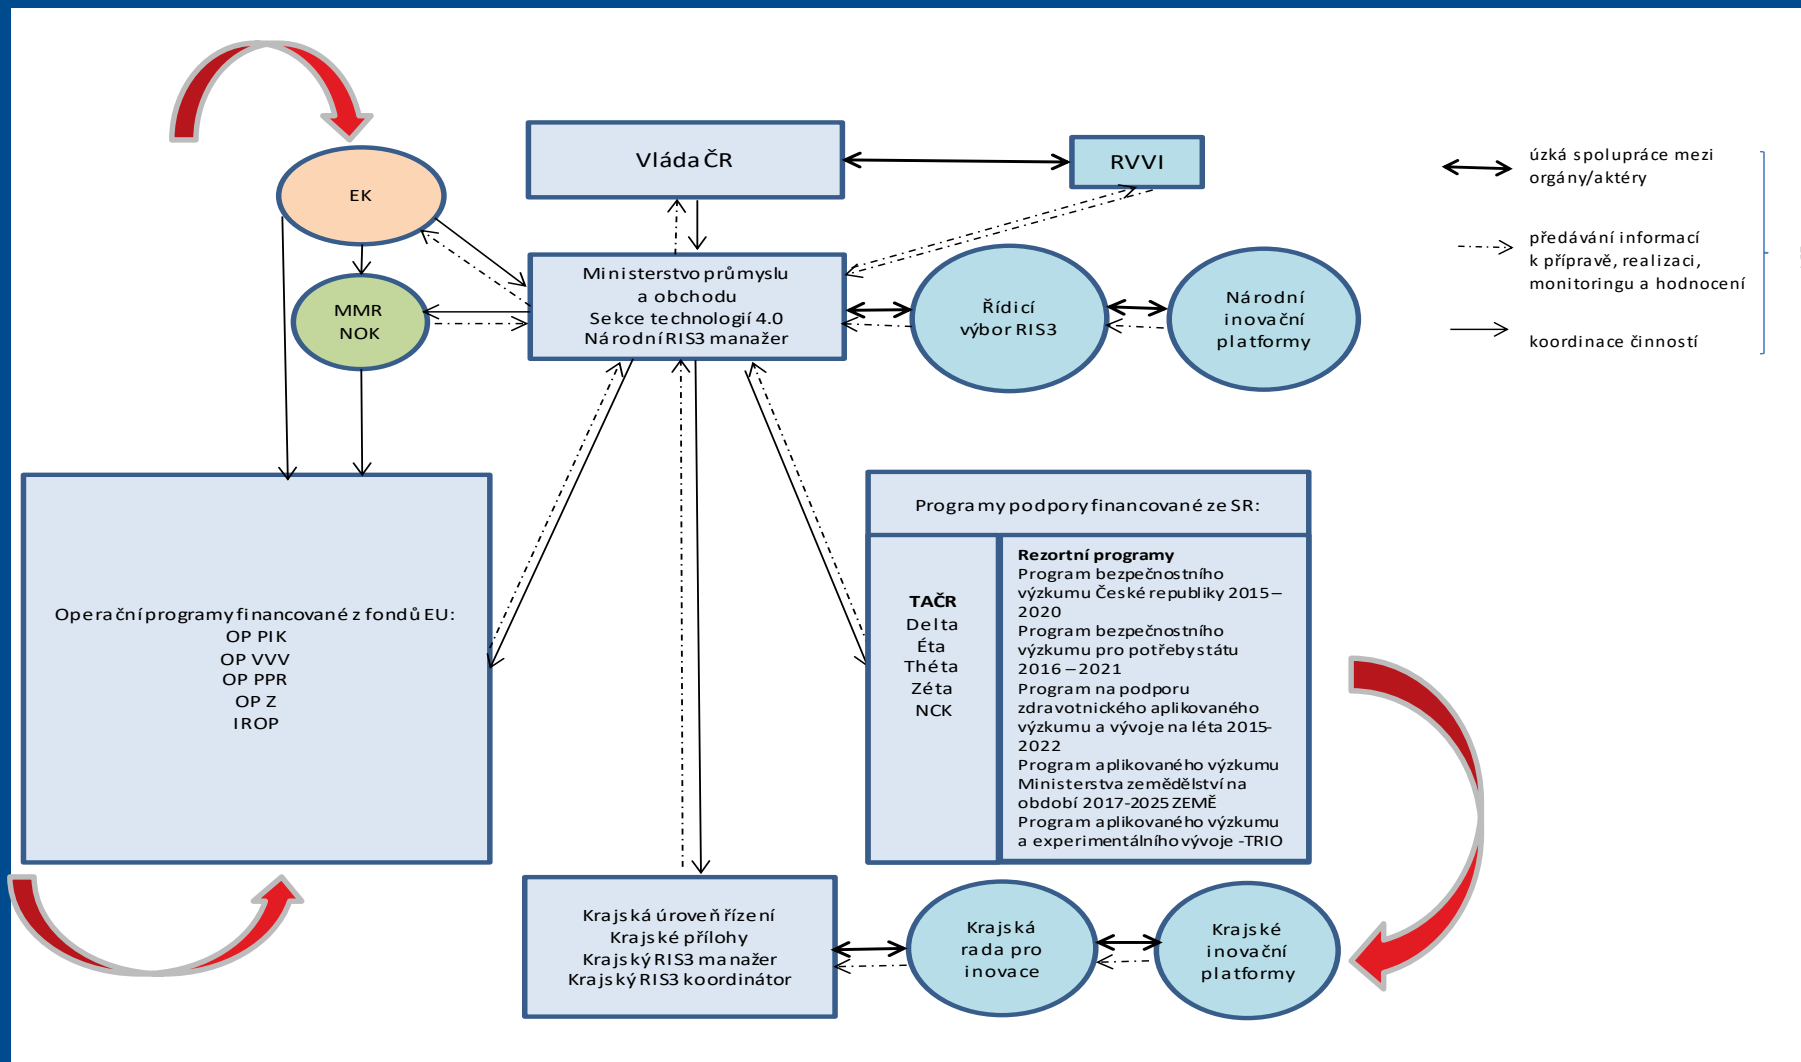 EK
Vláda ČR
RVVI
úzká spolupráce mezi
orgány/aktéry
předávání informací
k přípravě, realizaci,
monitoringu a hodnocení
koordinace činností
MMR
NOK
Ministerstvo průmyslu
a obchodu
Sekce technologií 4.0
Národní RIS3 manažer
Řídicí
výbor RIS3
Národní
inovační
platformy
Operační programy financované z fondů EU:
OP PIK
OP VVV
OP PPR
OP Z
IROP
Programy podpory financované ze SR:
TAČR
Delta
Éta
Théta
Zéta
NCK
Rezortní programy
Program bezpečnostního
výzkumu České republiky 2015 –
2020
Program bezpečnostního
výzkumu pro potřeby státu
2016 – 2021
Program na podporu
zdravotnického aplikovaného
výzkumu a vývoje na léta 2015-
2022
Program aplikovaného výzkumu
Ministerstva zemědělství na
období 2017-2025 ZEMĚ
Program aplikovaného výzkumu
a experimentálního vývoje -TRIO
Krajská úroveň řízení
Krajské přílohy
Krajský RIS3 manažer
Krajský RIS3 koordinátor
Krajská
rada pro
inovace
Krajské
inovační
platformy